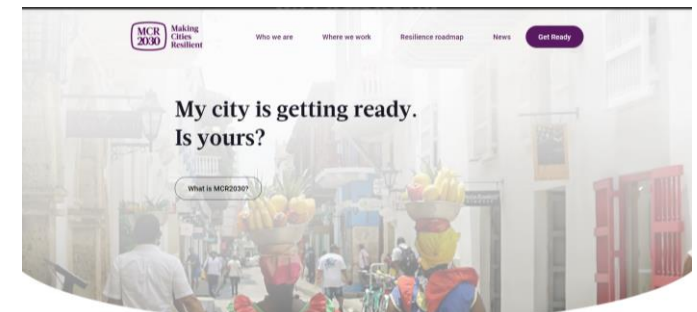 MCR
2030
Making
Cities
Resilient
Who we are
Where we work
Resilience roadmap
News
Get Ready
My city is getting ready.
Is yours?
What is MCR2030?